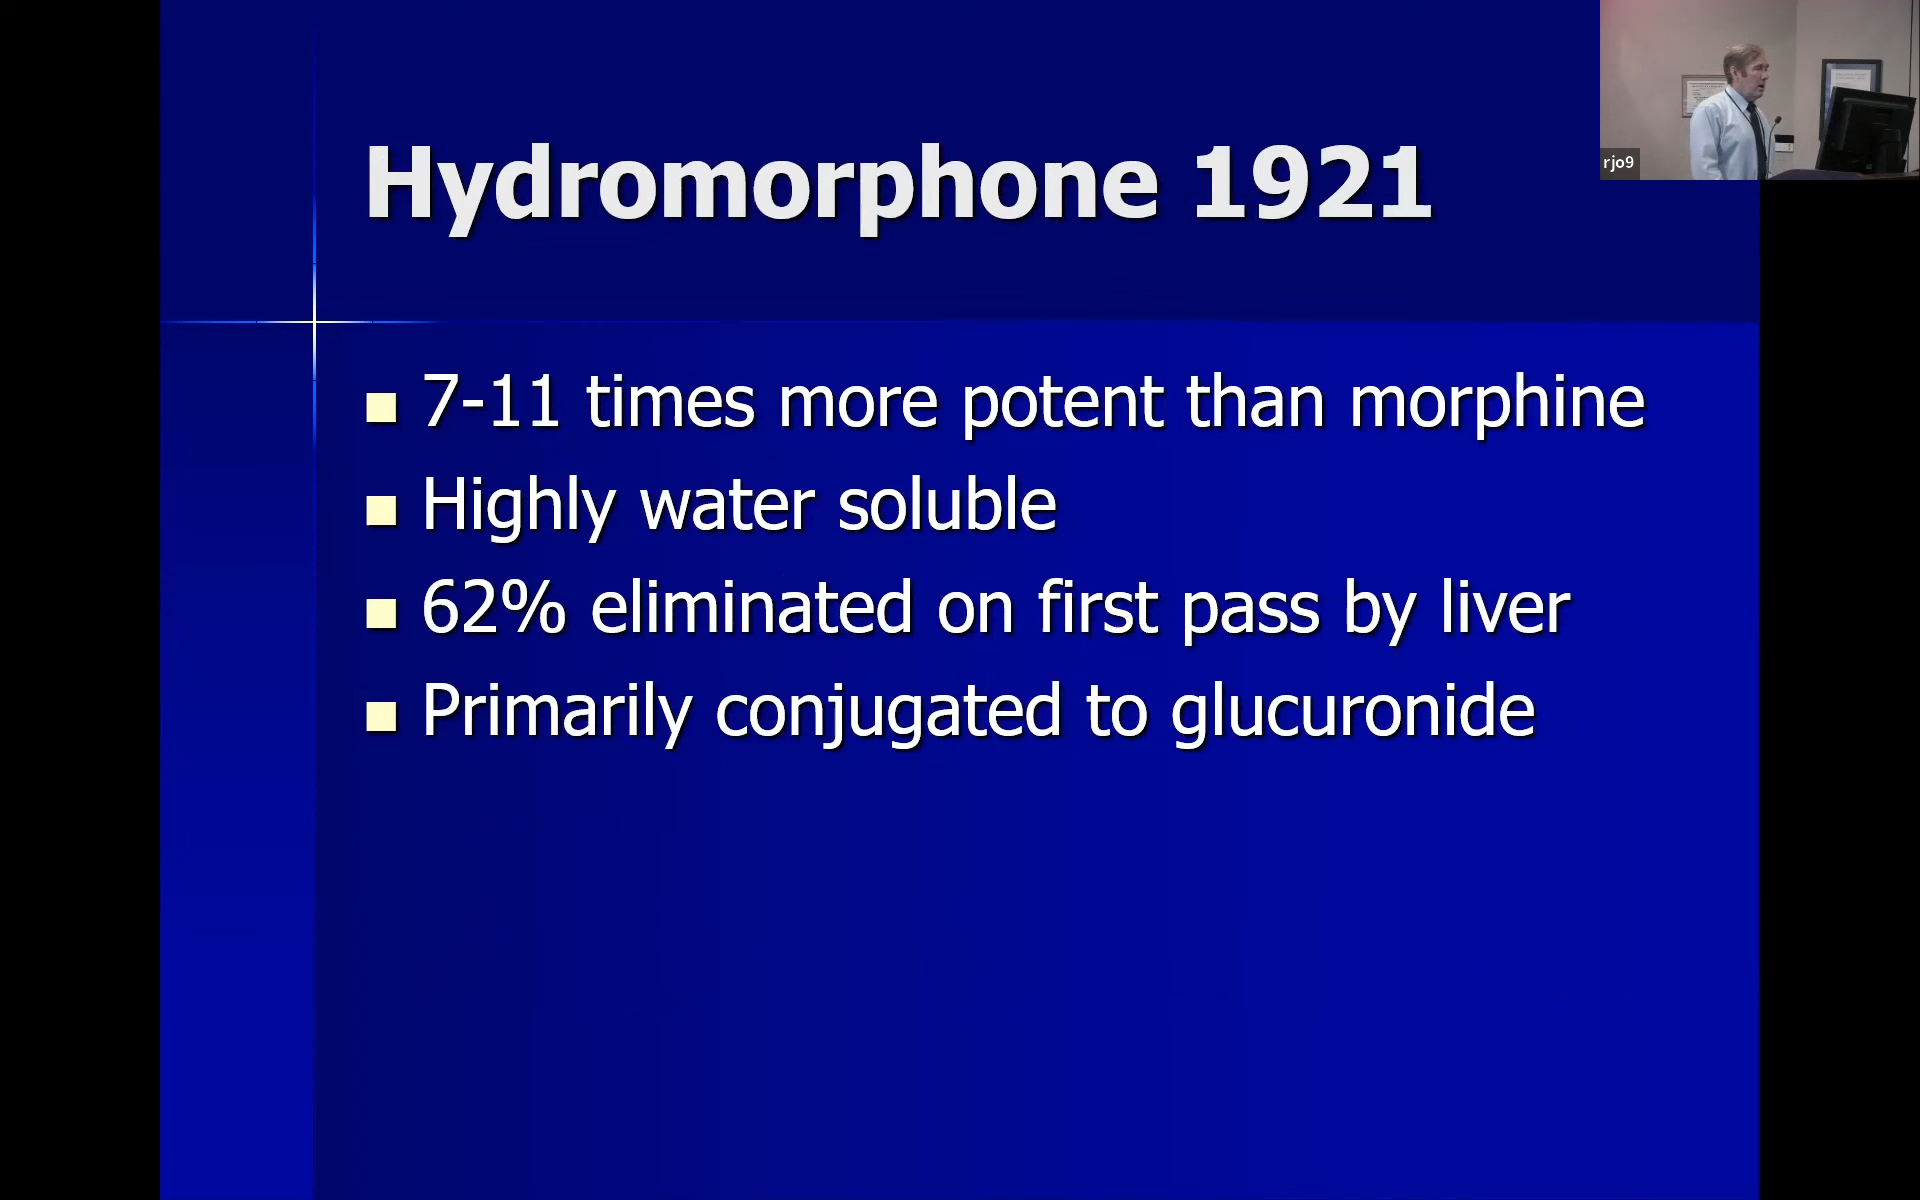 Hydromorphone 1921
7-11 times more potent than morphine
Highly water soluble
62% eliminated on first pass by liver
Primarily conjugated to glucuronide
rjo9